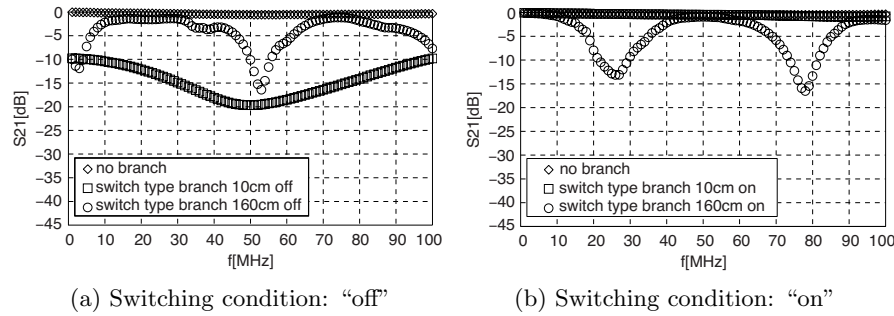 0
−5
−10
−15
−20
−25
−30
−35
−40
−45
S21[dB]
no branch
switch type branch 10cm off
switch type branch 160cm off
0 10 20 30 40 50 60 70 80 90 100
f[MHz]
(a) Switching condition: “off”
0
−5
−10
−15
−20
−25
−30
−35
−40
−45
S21[dB]
no branch
switch type branch 10cm on
switch type branch 160cm on
0 10 20 30 40 50 60 70 80 90 100
f[MHz]
(b) Switching condition: “on”